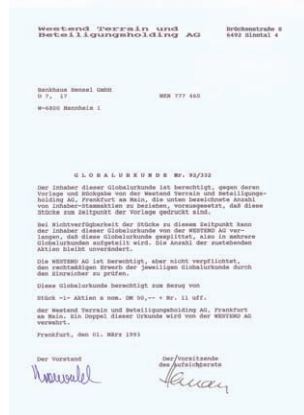 Westend Terrain und
Beteiligungsholding AG
Brückenstraße 8
6492 Sinntal 4
Bankhaus Bensel GmbH
O 7, 17
WKN 777 460
W-6800 Mannheim 1
GLOBALURKUNDE Nr. 92/332
Der Inhaber dieser Globalurkunde ist berechtigt, gegen deren
Vorlage und Rückgabe von der Westend Terrain und Beteiligungs-
holding AG, Frankfurt am Main, die unten bezeichnete Anzahl
von Inhaber-Stammaktien zu beziehen, vorausgesetzt, daß diese
Stücke zum Zeitpunkt der Vorlage gedruckt sind.
Bei Nichtverfügbarkeit der Stücke zu diesem Zeitpunkt kann
der Inhaber dieser Globalurkunde von der WESTEND AG ver-
langen, daß diese Globalurkunde gesplittet, also in mehrere
Globalurkunden aufgeteilt wird. Die Anzahl der zustehenden
Aktien bleibt unverändert.
Die WESTEND AG ist berechtigt, aber nicht verpflichtet,
den rechtmäßigen Erwerb der jeweiligen Globalurkunde durch
den Einreicher zu prüfen.
Diese Globalurkunde berechtigt zum Bezug von
Stück -1- Aktien à nom. DM 50,-- + Nr. 11 uff.
der Westend Terrain und Beteiligungsholding AG, Frankfurt
am Main. Ein Doppel dieser Urkunde wird von der WESTEND AG
verwahrt.
Frankfurt, den 01. März 1993
Der Vorstand
Der/Vorsitzende
des Aufsichtsrats